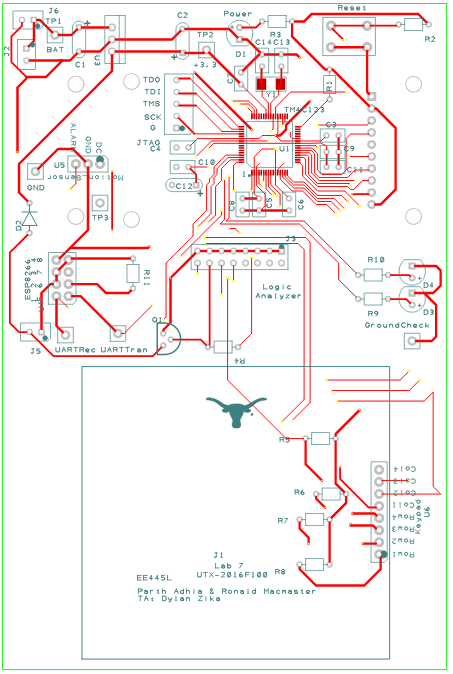 J6
TP1
BAT
J2
C1
U3
C2
TP2
+3.3
Power
D1
R3
C14 C13
Y1
Reset
R2
R1
TDO
TDI
TMS
SCK
G
JTAG
C4
C10
C12
TM4C123
U1
1
C3
C9
C11
C8
C5
C6
ALARM
GND
DC
U5
Motion Sensor
GND
TP3
D2
ESP8266
R11
J3
Logic
Analyzer
R10
R9
D4
D3
GroundCheck
J5
UARTRec
UARTTran
Q1
R4
R5
R6
R7
R8
Col4
Col3
Col2
Col1
Row4
Row3
Row2
Row1
U6
Keypad
J1
Lab 7
UTX-2016F100
EE445L
Parth Adhia & Ronald Macmaster
TA: Dylan Zika